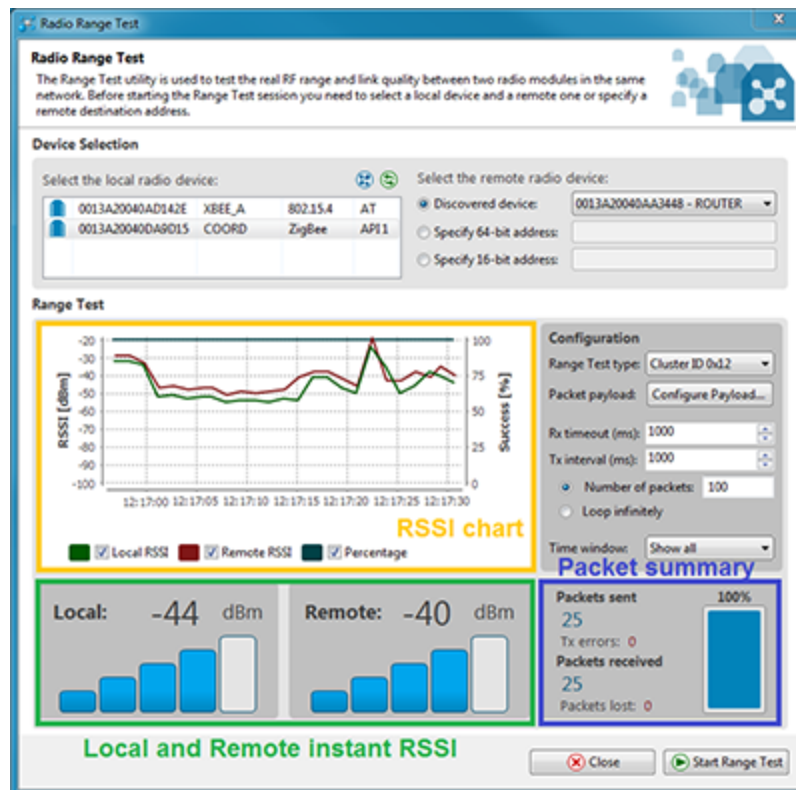 Radio Range Test
Radio Range Test
The Range Test utility is used to test the real RF range and link quality between two radio modules in the same
network. Before starting the Range Test session you need to select a local device and a remote one or specify a
remote destination address.
Device Selection
Select the local radio device:
0013A20040AD142E XBEE_A 802.15.4 AT
0013A20040DA9D15 COORD ZigBee API 1
Select the remote radio device:
Discovered device: 0013A20040AA3448 - ROUTER
Specify 64-bit address:
Specify 16-bit address:
Range Test
RSSI [dBm]
-20
-30
-40
-50
-60
-70
-80
-90
-100
100
75
50
25
0
Success [%]
12:17:00 12:17:05 12:17:10 12:17:15 12:17:20 12:17:25 12:17:30
RSSI chart
Local RSSI Remote RSSI Percentage
Configuration
Range Test type: Cluster ID 0x12
Packet payload: Configure Payload...
Rx timeout (ms): 1000
Tx interval (ms): 1000
Number of packets: 100
Loop infinitely
Time window: Show all
Packet summary
Local: -44 dBm
Remote: -40 dBm
Packets sent
25
Tx errors: 0
Packets received
25
Packets lost: 0
100%
Local and Remote instant RSSI
Close
Start Range Test